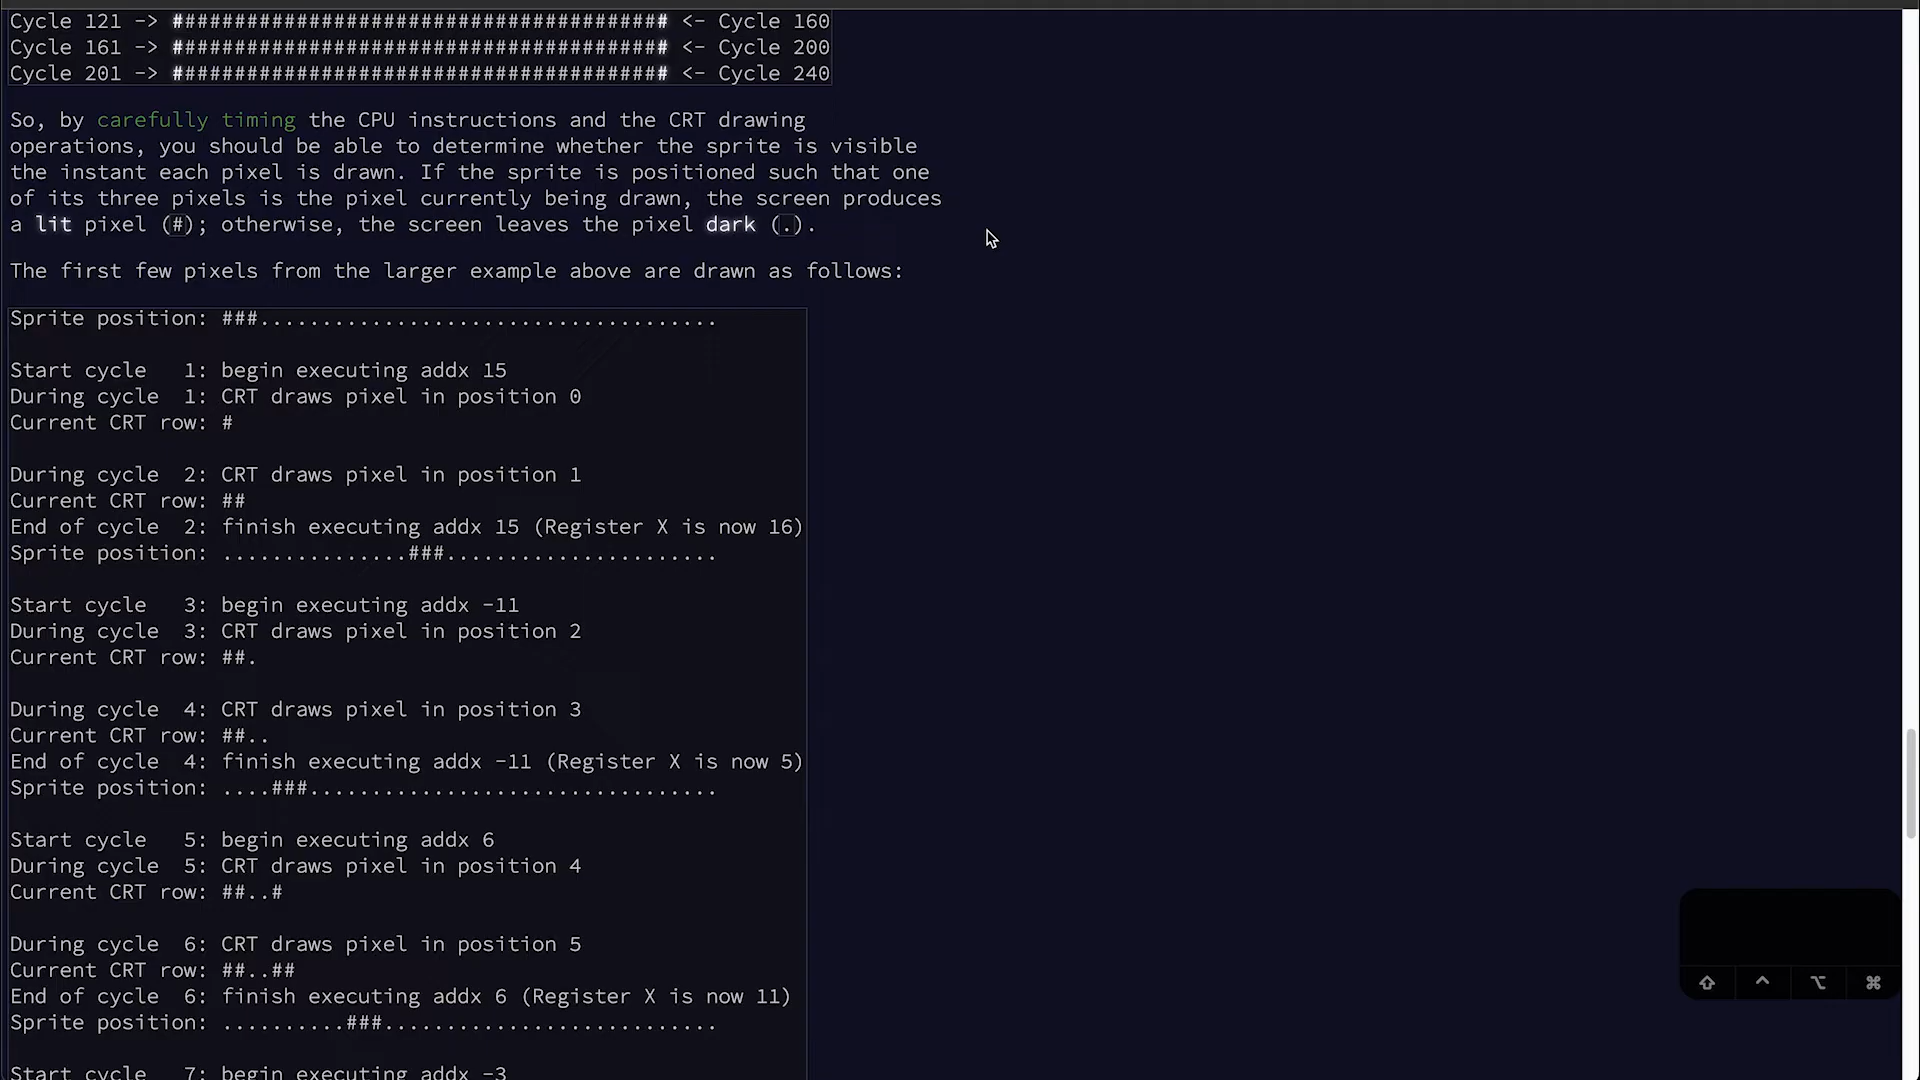 Cycle 121 -> ######################################## <- Cycle 160
Cycle 161 -> ######################################## <- Cycle 200
Cycle 201 -> ######################################## <- Cycle 240
So, by carefully timing the CPU instructions and the CRT drawing
operations, you should be able to determine whether the sprite is visible
the instant each pixel is drawn. If the sprite is positioned such that one
of its three pixels is the pixel currently being drawn, the screen produces
a lit pixel (#); otherwise, the screen leaves the pixel dark (.).
The first few pixels from the larger example above are drawn as follows:
Sprite position: ###.....................................
Start cycle   1: begin executing addx 15
During cycle  1: CRT draws pixel in position 0
Current CRT row: #
During cycle  2: CRT draws pixel in position 1
Current CRT row: ##
End of cycle  2: finish executing addx 15 (Register X is now 16)
Sprite position: ...............###......................
Start cycle   3: begin executing addx -11
During cycle  3: CRT draws pixel in position 2
Current CRT row: ##.
During cycle  4: CRT draws pixel in position 3
Current CRT row: ##..
End of cycle  4: finish executing addx -11 (Register X is now 5)
Sprite position: ....###.................................
Start cycle   5: begin executing addx 6
During cycle  5: CRT draws pixel in position 4
Current CRT row: ##..#
During cycle  6: CRT draws pixel in position 5
Current CRT row: ##..##
End of cycle  6: finish executing addx 6 (Register X is now 11)
Sprite position: ..........###...........................
Start cycle   7: begin executing addx -3